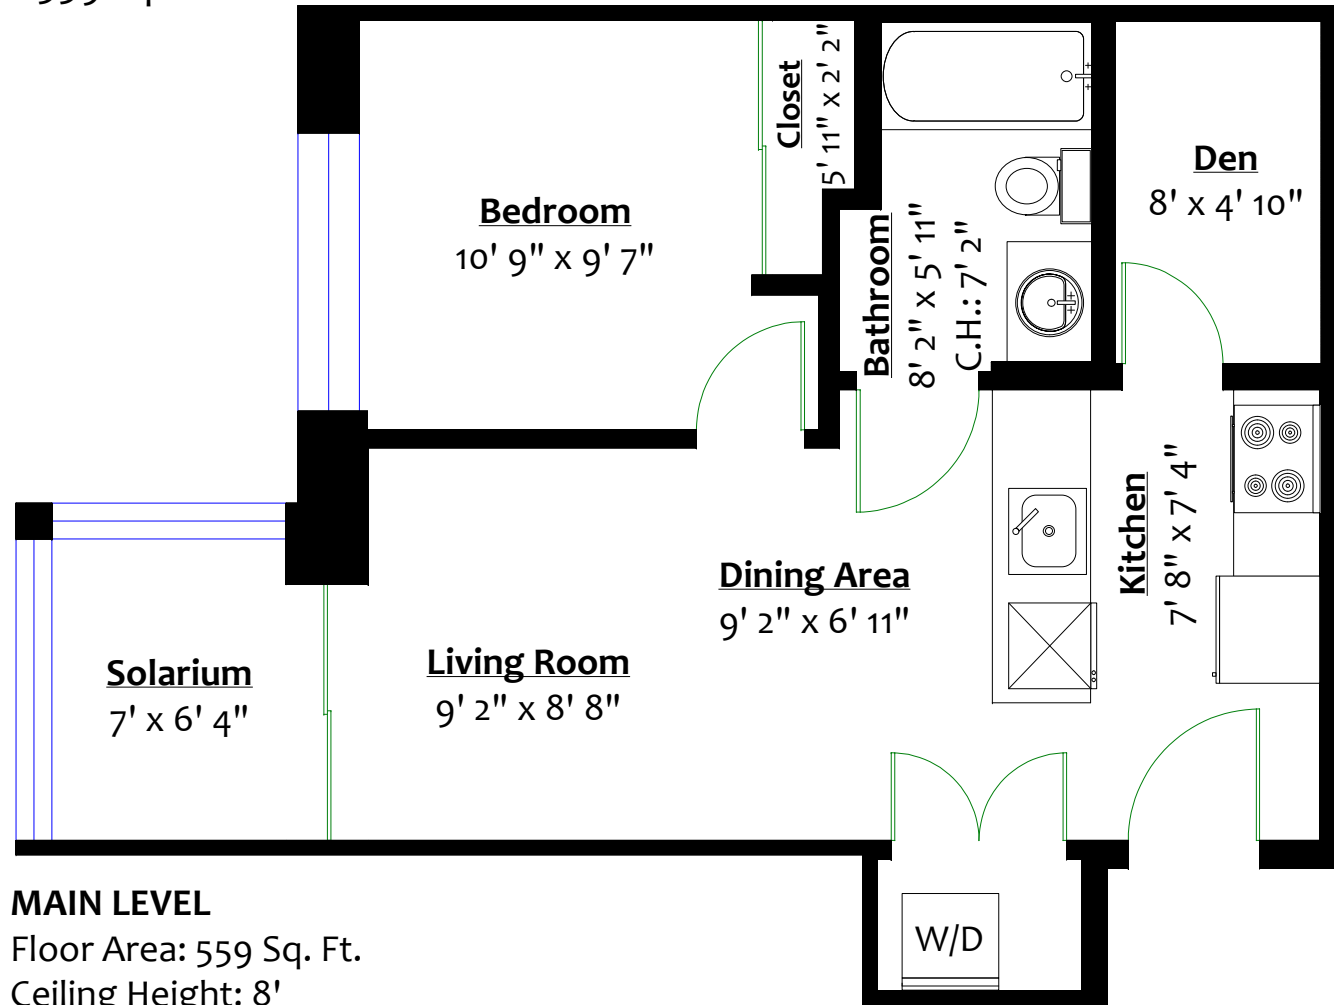 Closet
5' 11" x 2' 2"
Bedroom
10' 9" x 9' 7"
Bathroom
8' 2" x 5' 11"
C.H.: 7' 2"
Den
8' x 4' 10"
Kitchen
7' 8" x 7' 4"
Dining Area
9' 2" x 6' 11"
Living Room
9' 2" x 8' 8"
Solarium
7' x 6' 4"
W/D
MAIN LEVEL
Floor Area: 559 Sq. Ft.
Ceiling Height: 8'